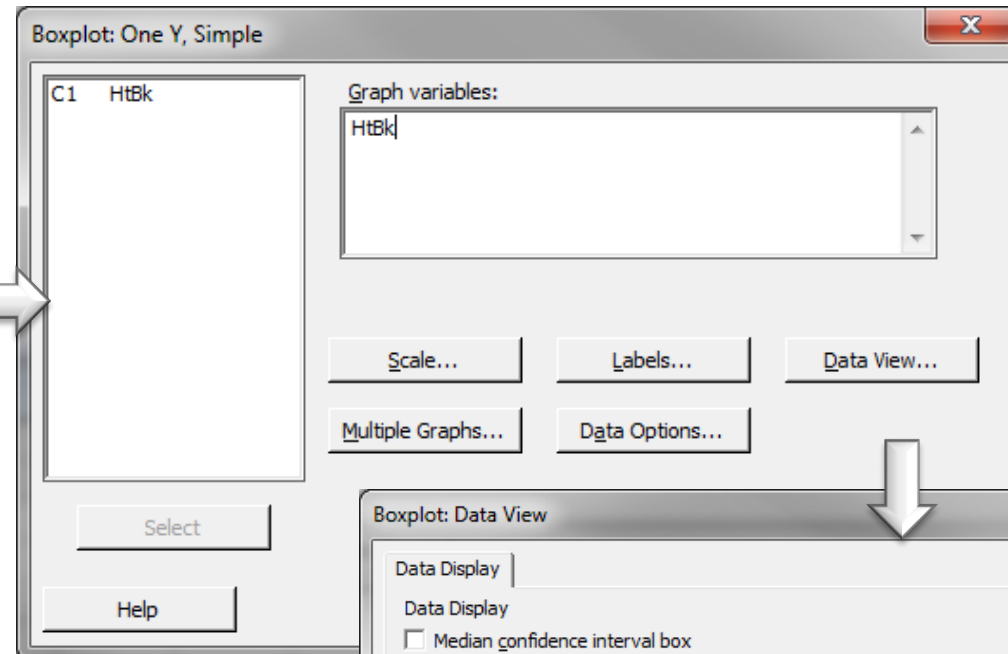 Boxplot: One Y, Simple
X
C1 HtBk
Graph variables:
HtBk
Scale...
Labels...
Data View...
Multiple Graphs...
Data Options...
Select
Help
Boxplot: Data View
Data Display
Data Display
Median confidence interval box